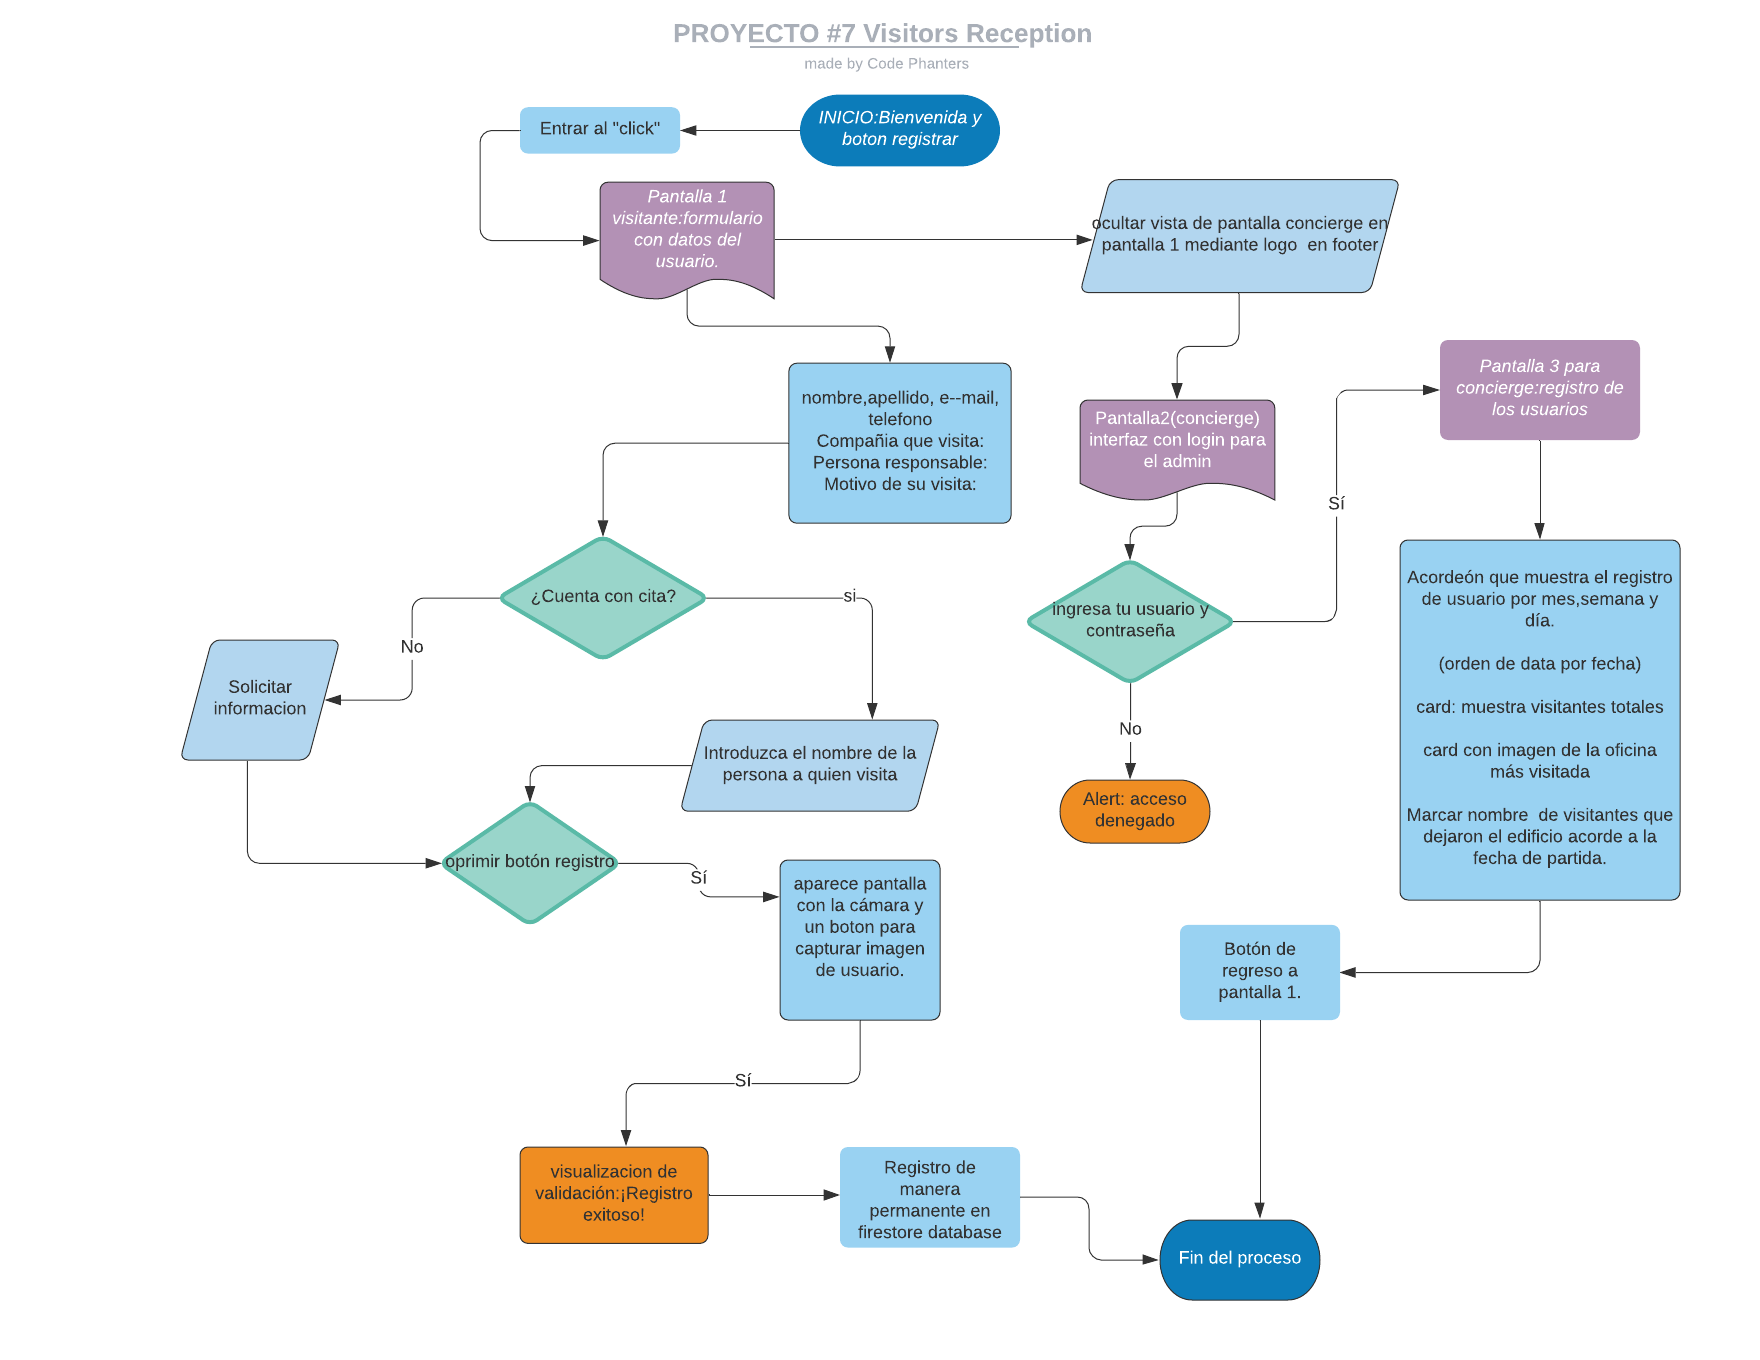 PROYECTO #7 Visitors Reception
made by Code Phanters
Entrar al "click"
INICIO:Bienvenida y
boton registrar
Pantalla 1
visitante:formulario
con datos del
usuario.
ocultar vista de pantalla concierge en
pantalla 1 mediante logo  en footer
nombre,apellido, e--mail,
telefono
Compañia que visita:
Persona responsable:
Motivo de su visita:
Pantalla2(concierge)
interfaz con login para
el admin
Pantalla 3 para
concierge:registro de
los usuarios
Sí
¿Cuenta con cita?
si
No
ingresa tu usuario y
contraseña
No
Alert: acceso
denegado
Acordeón que muestra el registro
de usuario por mes,semana y
día.
(orden de data por fecha)
card: muestra visitantes totales
card con imagen de la oficina
más visitada
Marcar nombre  de visitantes que
dejaron el edificio acorde a la
fecha de partida.
Solicitar
informacion
Introduzca el nombre de la
persona a quien visita
oprimir botón registro
Sí
aparece pantalla
con la cámara y
un boton para
capturar imagen
de usuario.
Botón de
regreso a
pantalla 1.
Sí
visualizacion de
validación:¡Registro
exitoso!
Registro de
manera
permanente en
firestore database
Fin del proceso